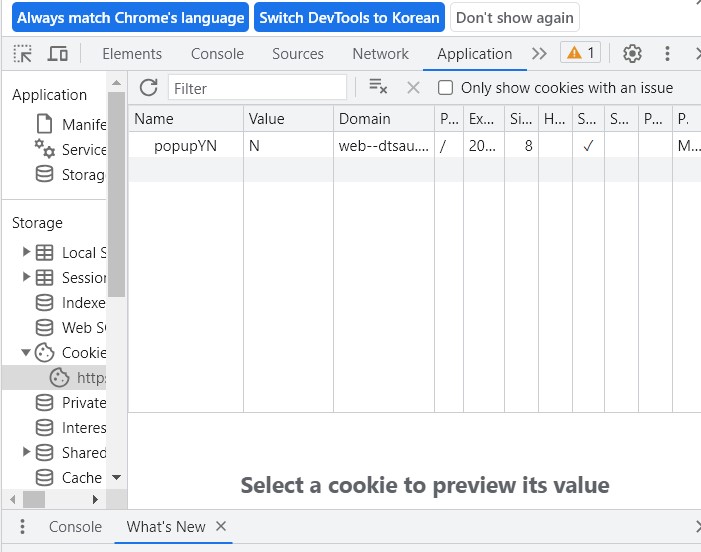 Always match Chrome's language Switch DevTools to Korean Don't show again
Elements Console Sources Network Application 1
Application
Manife
Service
Storag
Storage
Local S
Session
Indexe
Web S
Cookie
https
Private
Interes
Shared
Cache
Filter Only show cookies with an issue
Name Value Domain P... Ex... Si... H... S... S... P... P.
popupYN N web--dtsau.... / 20... 8 ✓ M...
Select a cookie to preview its value
Console What's New